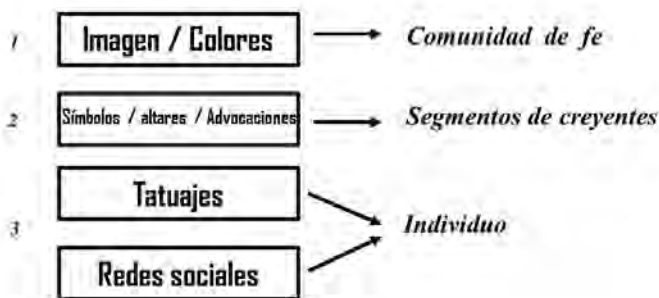 1 Imagen / Colores Comunidad de fe
2 Símbolos / altares / Advocaciones Segmentos de creyentes
Tatuajes
3 Individuo
Redes sociales